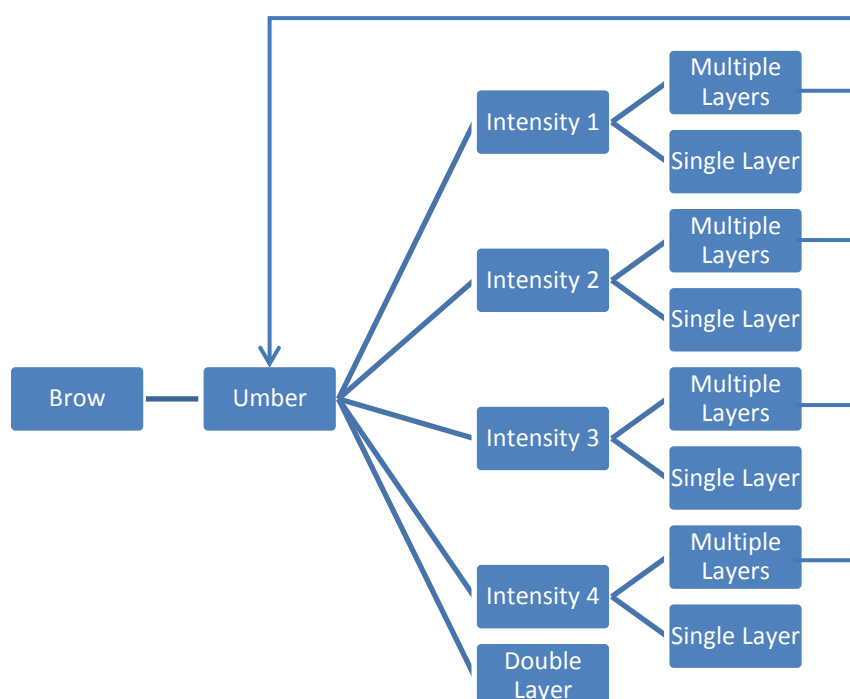 Multiple
Layers
Intensity 1
Single Layer
Multiple
Layers
Intensity 2
Single Layer
Brow
Umber
Multiple
Layers
Intensity 3
Single Layer
Multiple
Layers
Intensity 4
Single Layer
Double
Layer